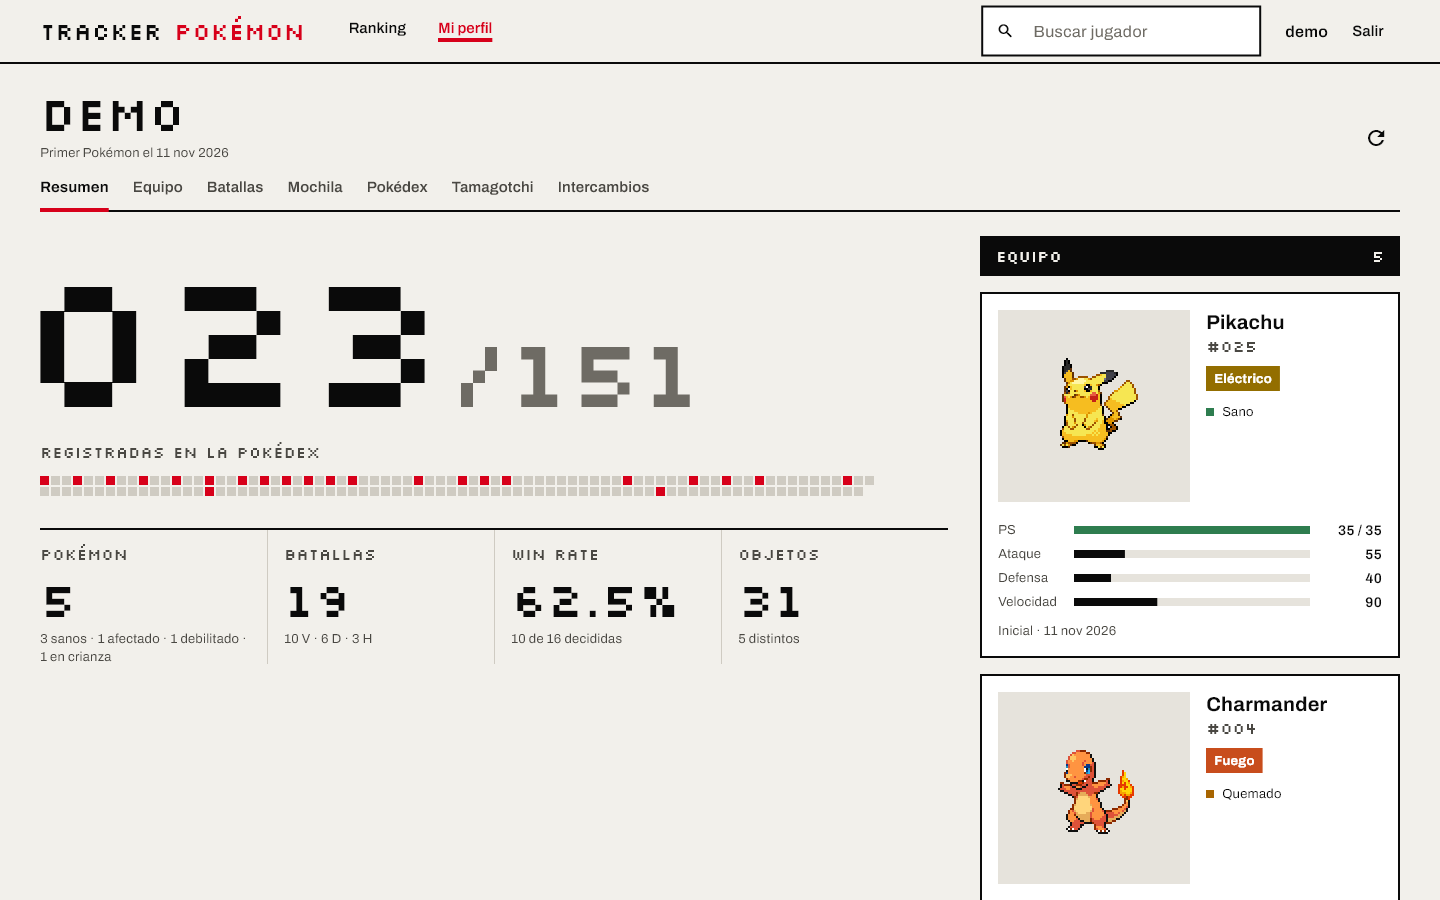 TRACKER POKÉMON
Ranking
Mi perfil
Buscar jugador
demo
Salir
DEMO
Primer Pokémon el 11 nov 2026
Resumen
Equipo
Batallas
Mochila
Pokédex
Tamagotchi
Intercambios
023/151
REGISTRADAS EN LA POKÉDEX
POKÉMON
5
3 sanos · 1 afectado · 1 debilitado ·
1 en crianza
BATALLAS
19
10 V · 6 D · 3 H
WIN RATE
62.5%
10 de 16 decididas
OBJETOS
31
5 distintos
EQUIPO
5
Pikachu
#025
Eléctrico
Sano
PS
35 / 35
Ataque
55
Defensa
40
Velocidad
90
Inicial · 11 nov 2026
Charmander
#004
Fuego
Quemado